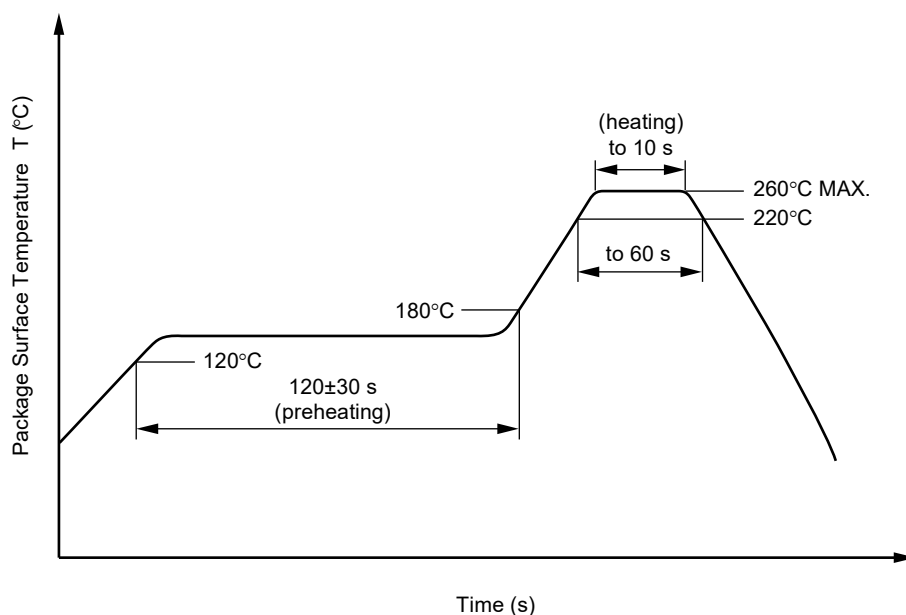 Package Surface Temperature T (°C)
(heating)
to 10 s
260°C MAX.
220°C
to 60 s
180°C
120°C
120±30 s
(preheating)
Time (s)